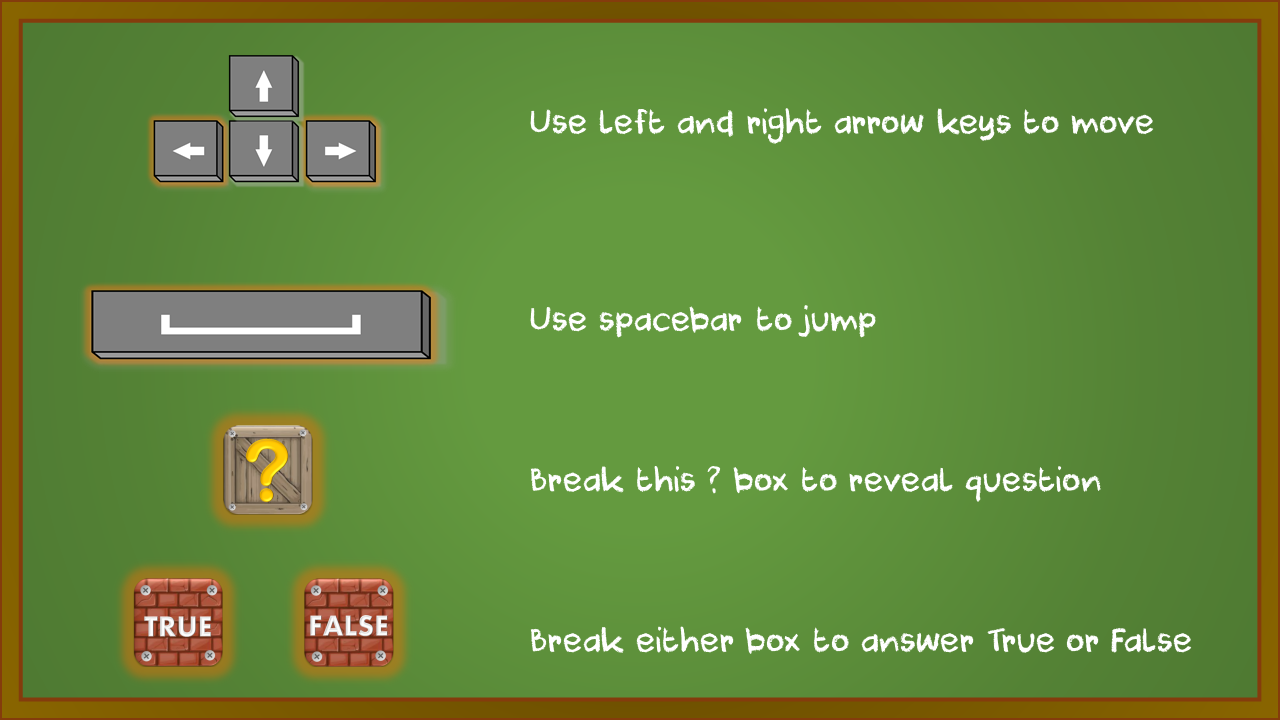 Use left and right arrow keys to move
Use spacebar to jump
?
Break this ? box to reveal question
TRUE FALSE
Break either box to answer True or False